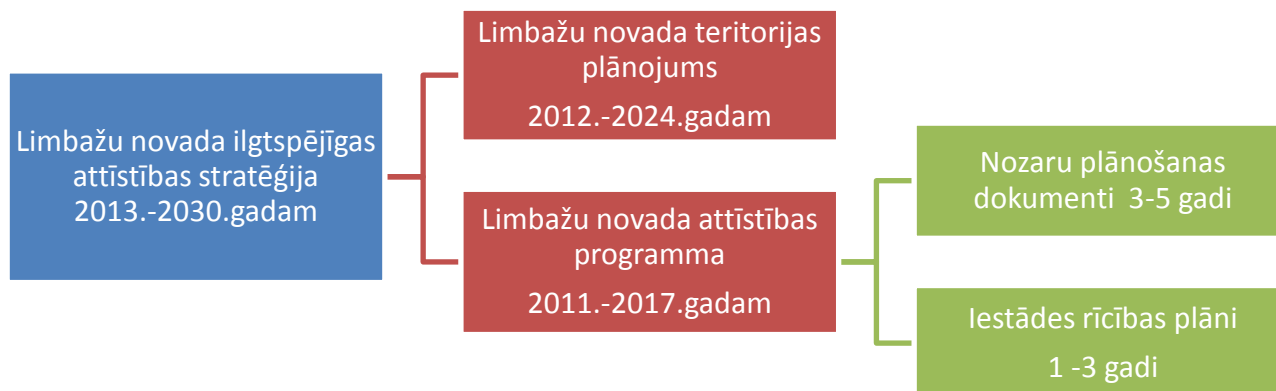 Limbažu novada ilgtspējīgas
attīstības stratēģija
2013.-2030.gadam
Limbažu novada teritorijas
plānojums
2012.-2024.gadam
Limbažu novada attīstības
programma
2011.-2017.gadam
Nozaru plānošanas
dokumenti  3-5 gadi
Iestādes rīcības plāni
1 -3 gadi